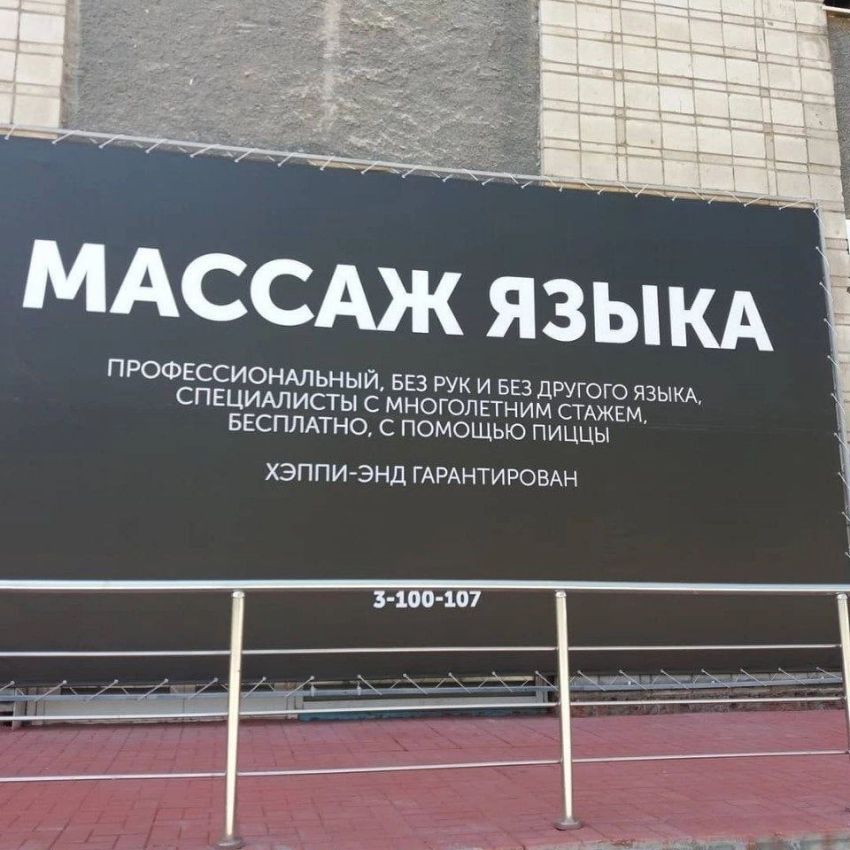 МАССАЖ ЯЗЫКА
ПРОФЕССИОНАЛЬНЫЙ, БЕЗ РУК И БЕЗ ДРУГОГО ЯЗЫКА,
СПЕЦИАЛИСТЫ С МНОГОЛЕТНИМ СТАЖЕМ,
БЕСПЛАТНО, С ПОМОЩЬЮ ПИЦЦЫ
ХЭППИ-ЭНД ГАРАНТИРОВАН
3-100-107